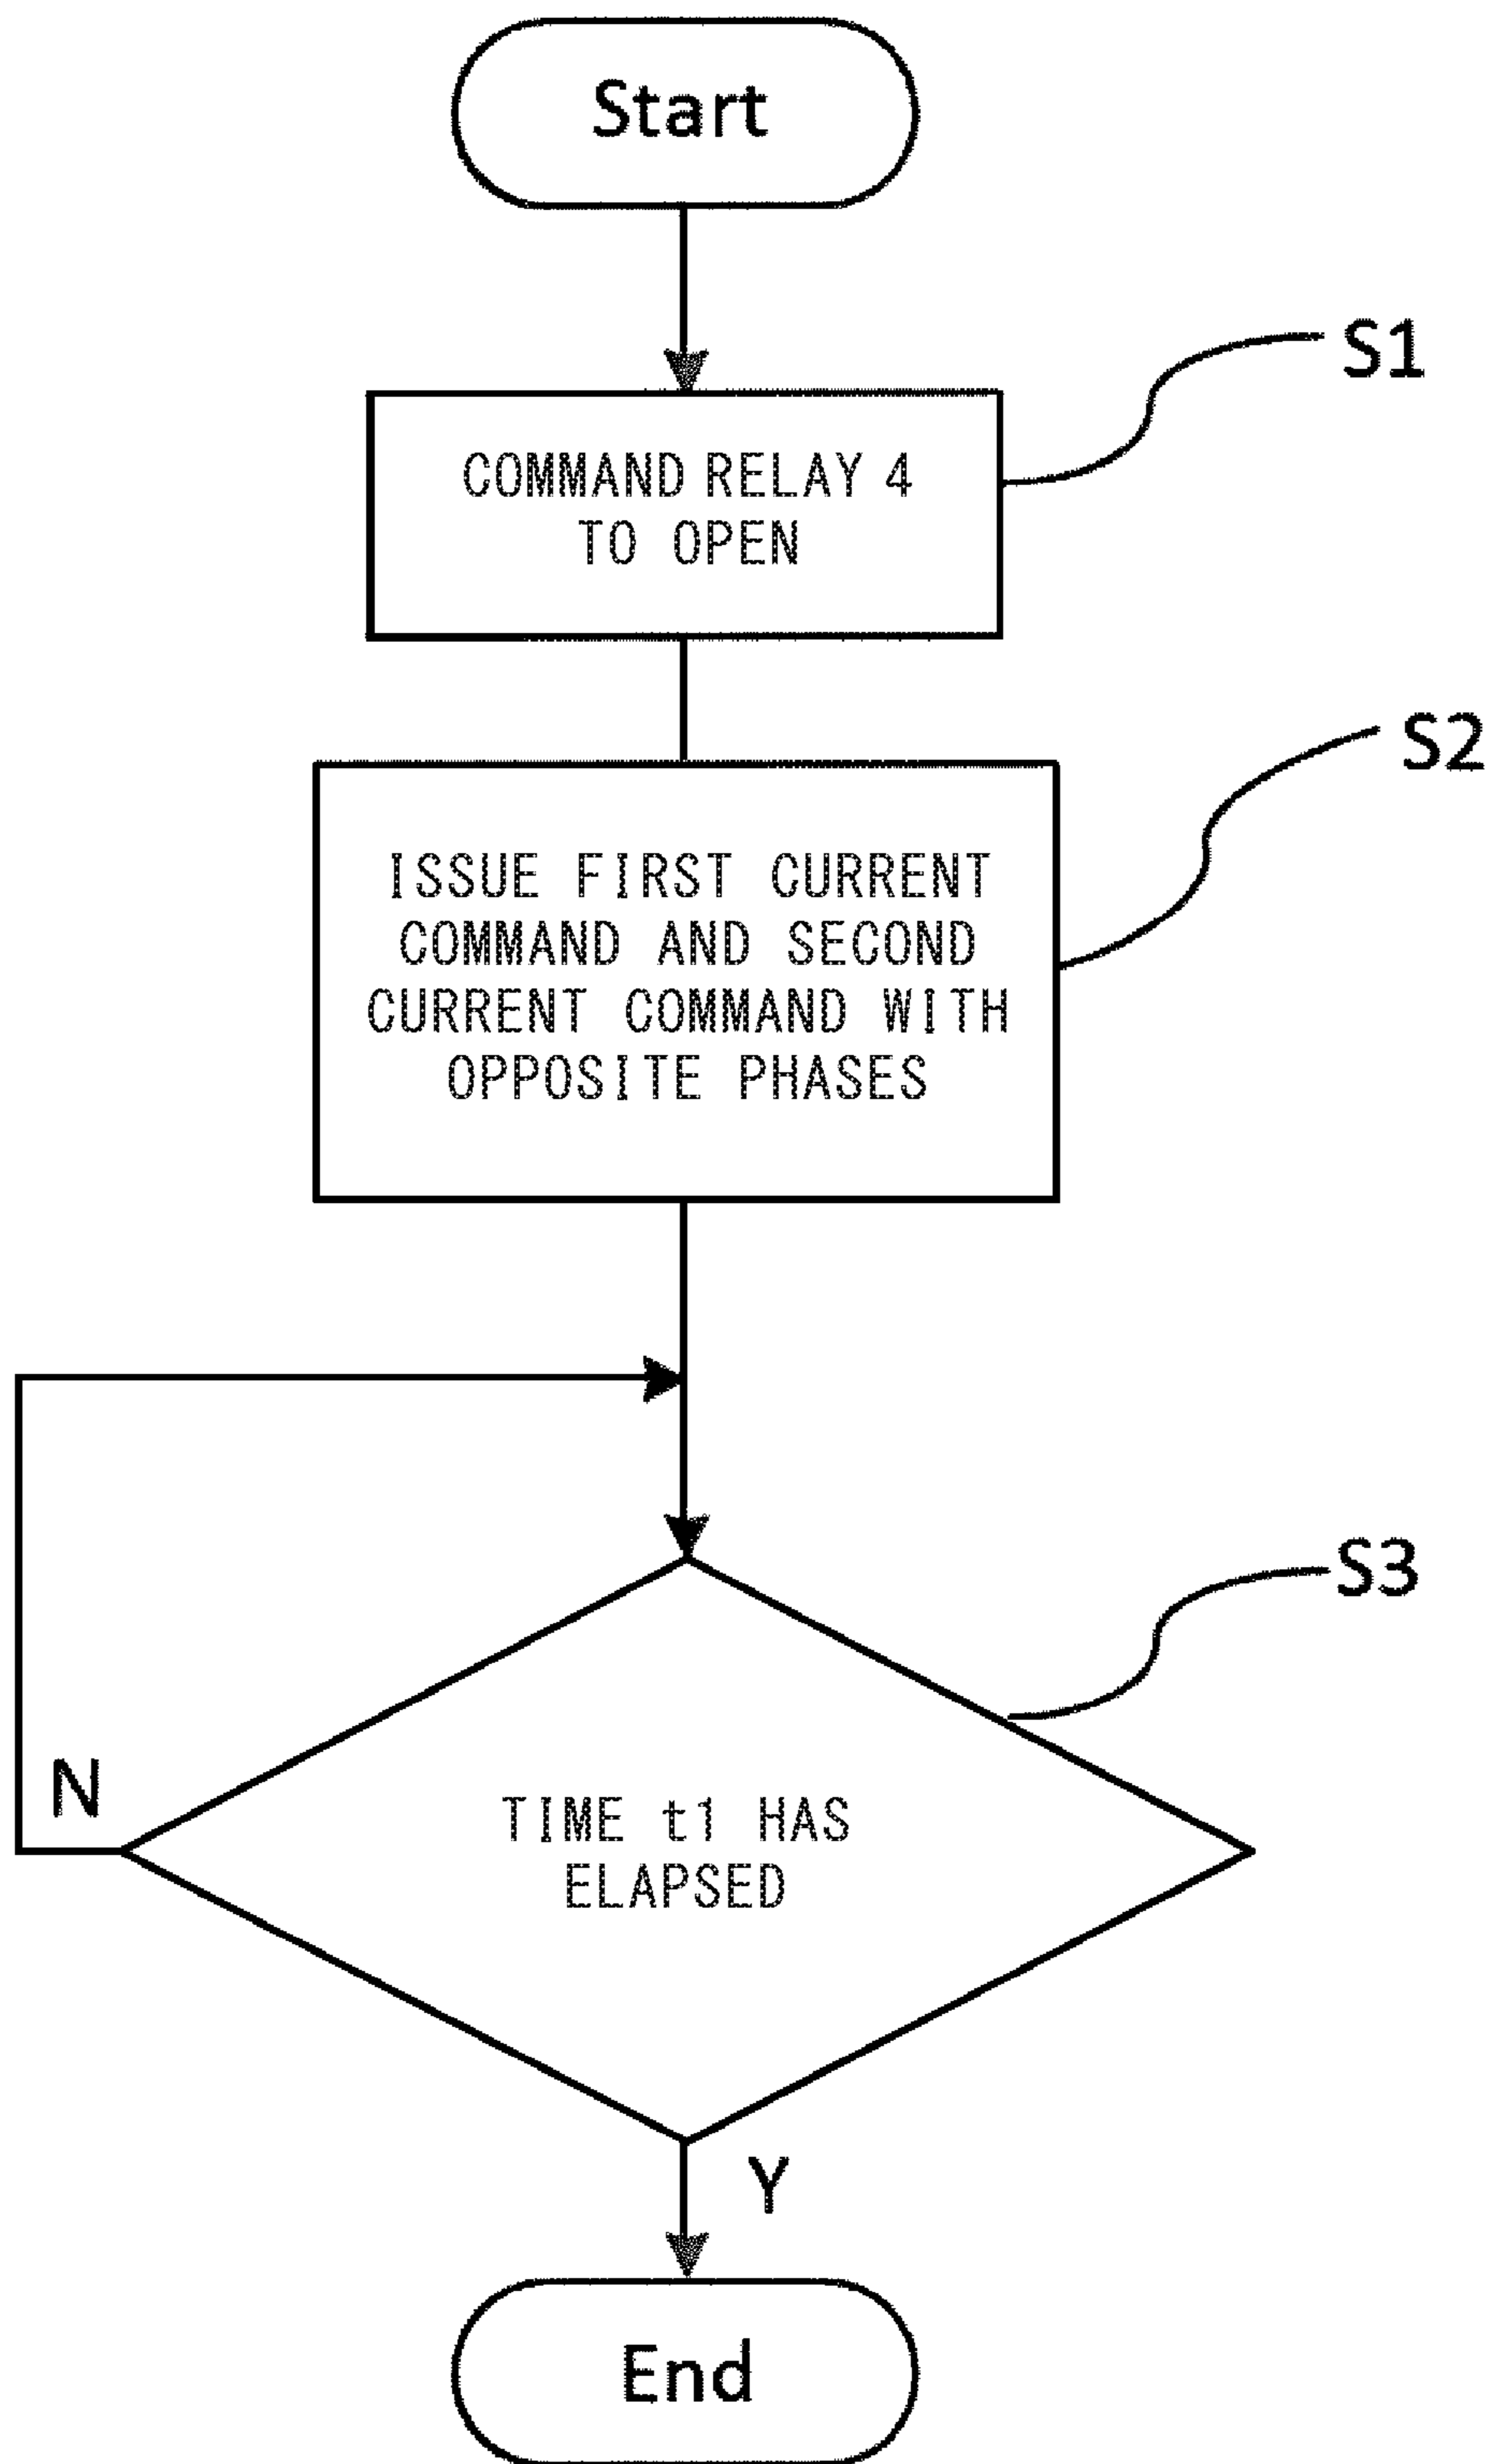 Start
S1
COMMAND RELAY 4
TO OPEN
S2
ISSUE FIRST CURRENT
COMMAND AND SECOND
CURRENT COMMAND WITH
OPPOSITE PHASES
S3
N
TIME t1 HAS
ELAPSED
Y
End